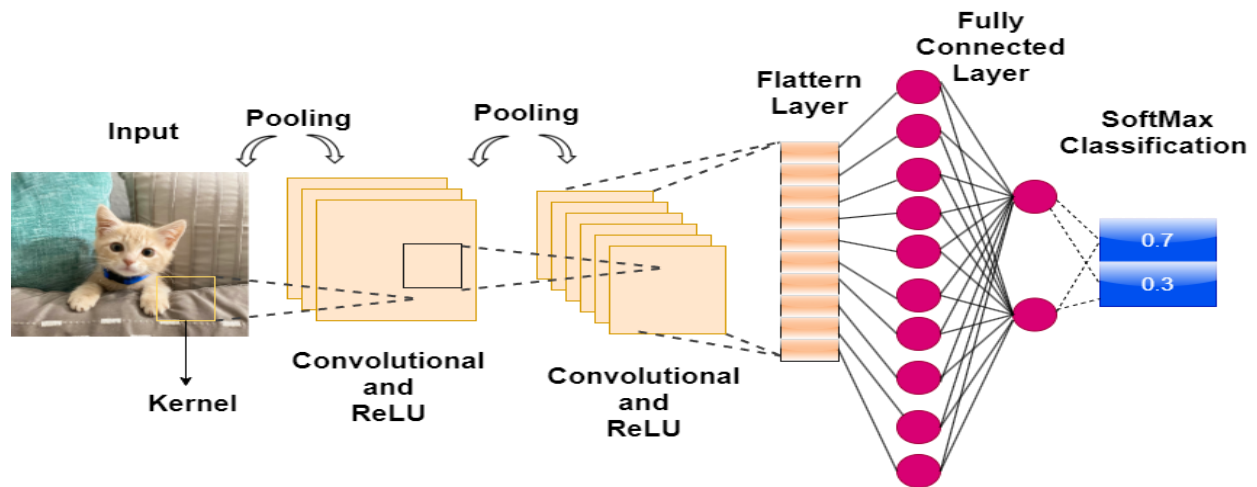 Input
Pooling
Pooling
Flattern
Layer
Fully
Connected
Layer
SoftMax
Classification
0.7
0.3
Kernel
Convolutional
and
ReLU
Convolutional
and
ReLU